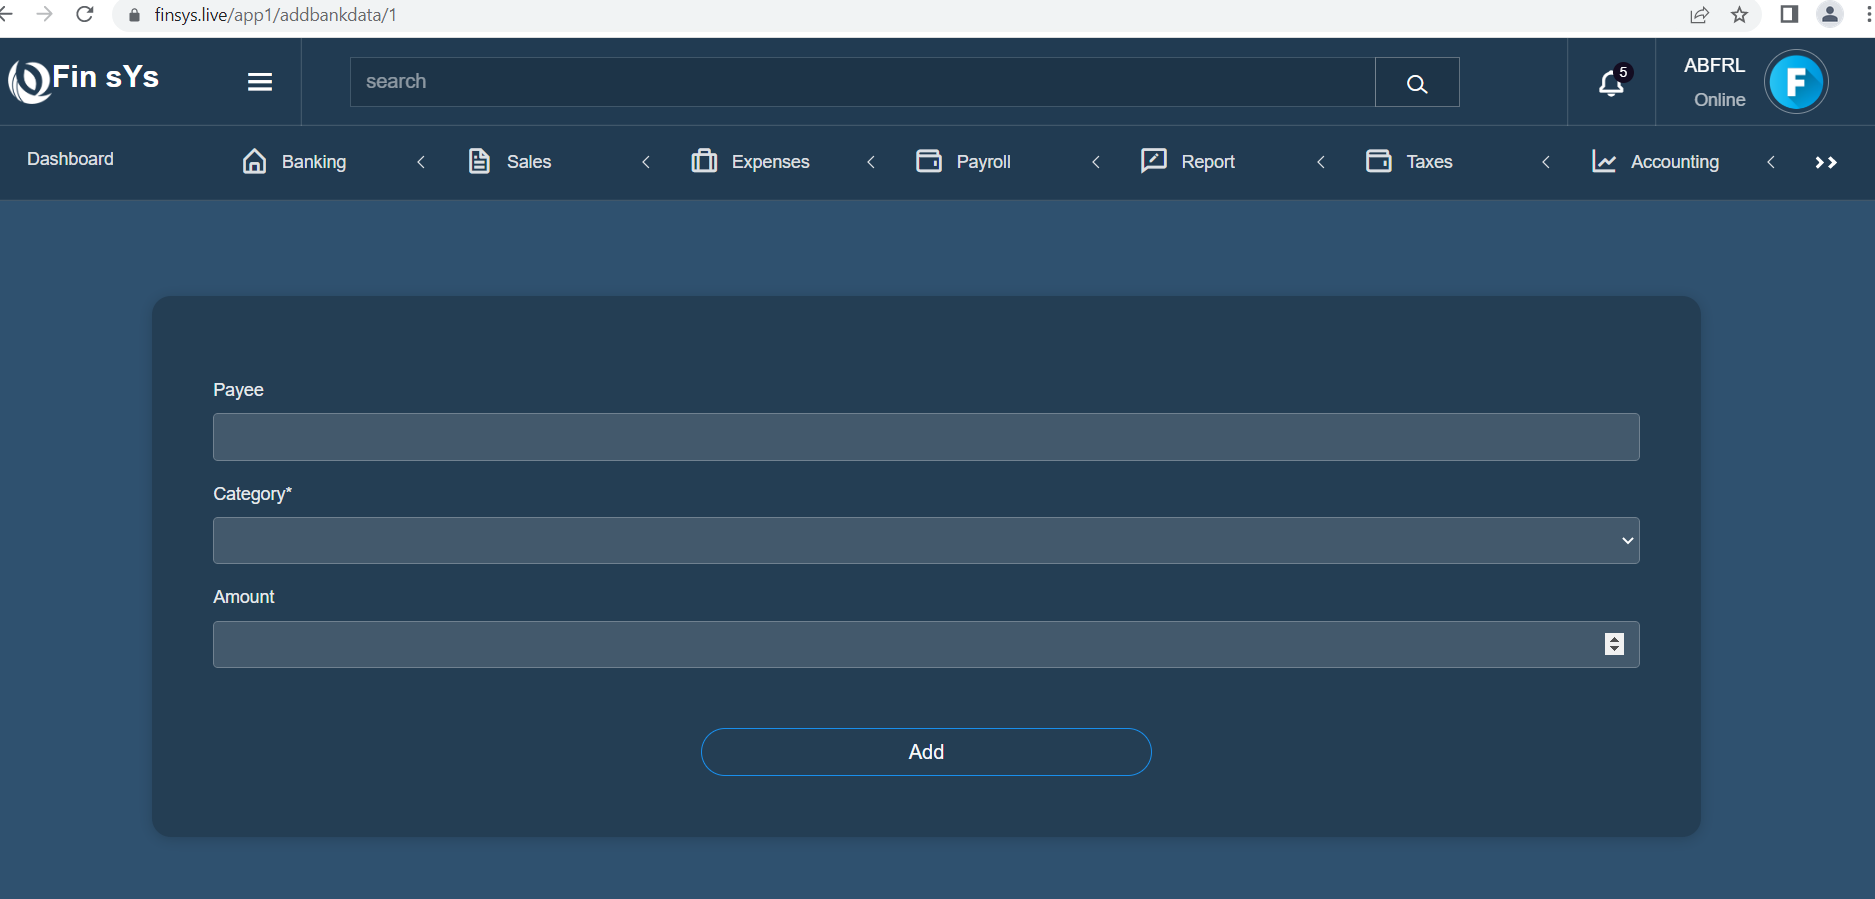 finsys.live/app1/addbankdata/1
Fin sYs
search
5
ABFRL
Online
F
Dashboard
Banking
Sales
Expenses
Payroll
Report
Taxes
Accounting
Payee
Category*
Amount
Add